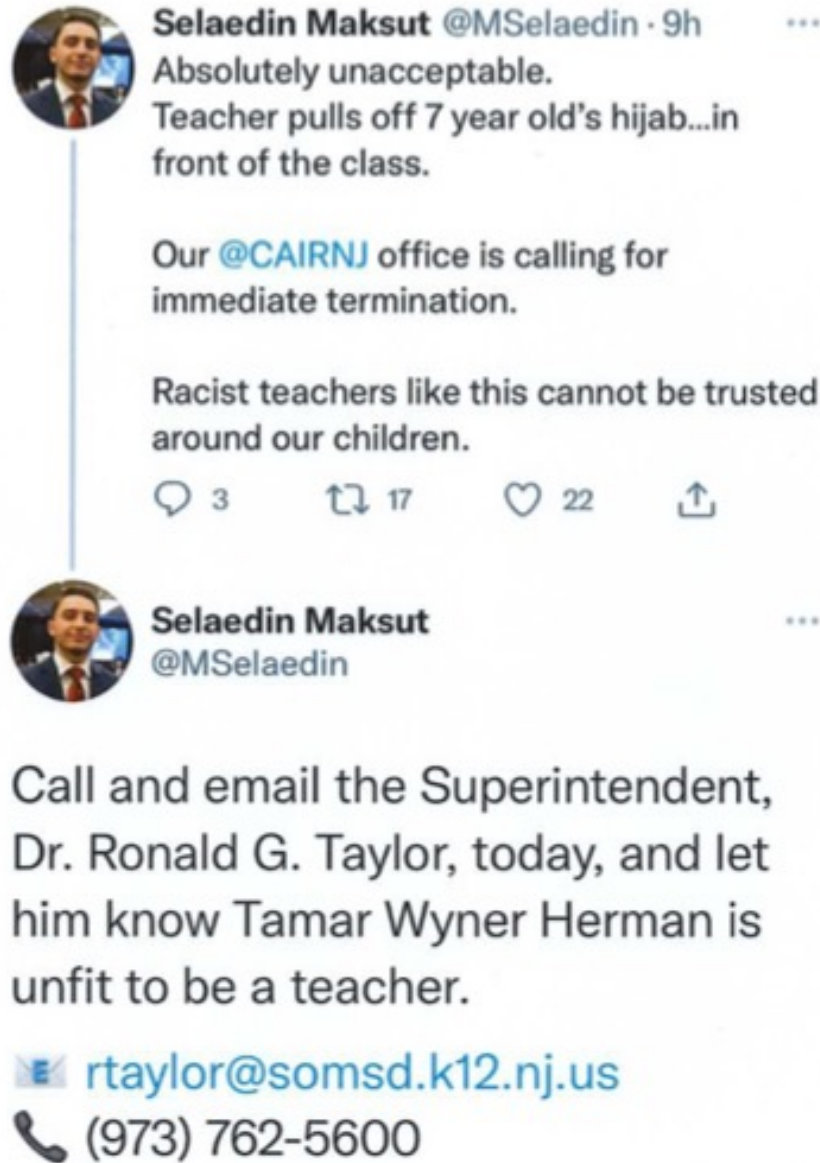 Selaedin Maksut @MSelaedin · 9h
Absolutely unacceptable.
Teacher pulls off 7 year old's hijab...in
front of the class.
Our @CAIRNJ office is calling for
immediate termination.
Racist teachers like this cannot be trusted
around our children.
3 17 22
Selaedin Maksut
@MSelaedin
Call and email the Superintendent,
Dr. Ronald G. Taylor, today, and let
him know Tamar Wyner Herman is
unfit to be a teacher.
📧 rtaylor@somsd.k12.nj.us
📞 (973) 762-5600